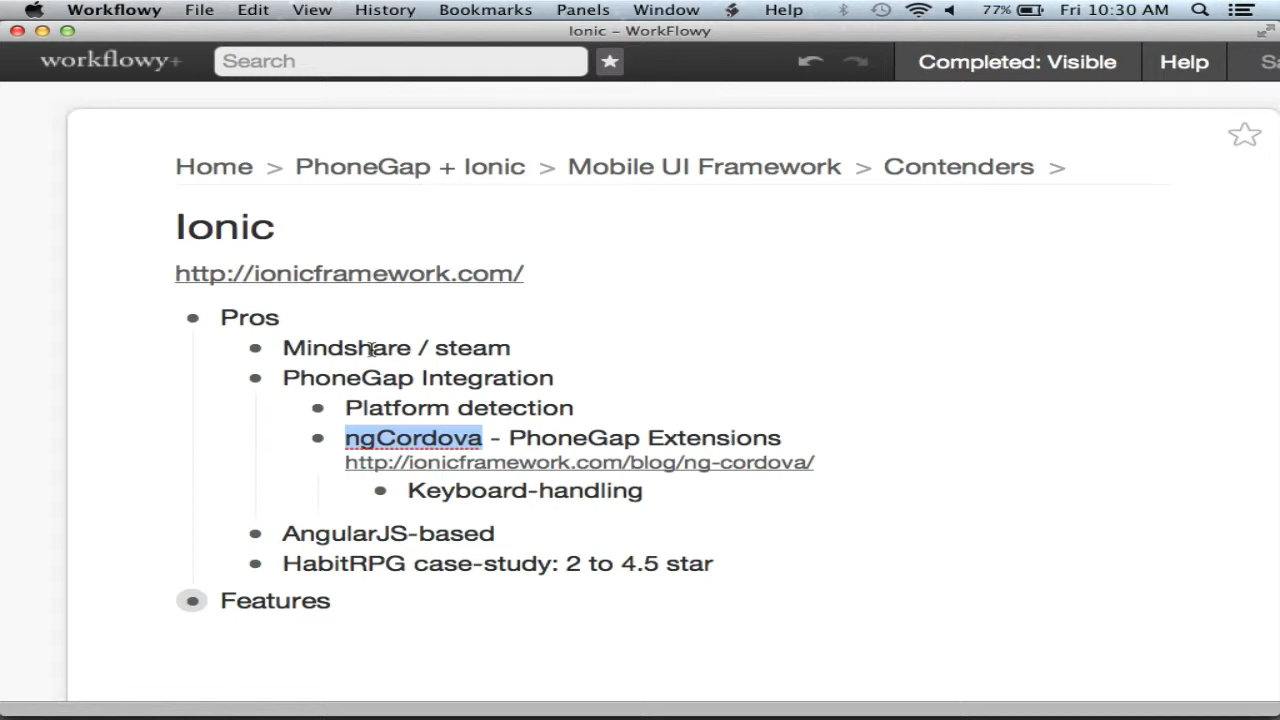 Workflowy File Edit View History Bookmarks Panels Window Help 77% Fri 10:30 AM
Ionic – WorkFlowy
workflowy+ Search Completed: Visible Help Sa
Home > PhoneGap + Ionic > Mobile UI Framework > Contenders >
Ionic
http://ionicframework.com/
Pros
Mindshare / steam
PhoneGap Integration
Platform detection
ngCordova - PhoneGap Extensions
http://ionicframework.com/blog/ng-cordova/
Keyboard-handling
AngularJS-based
HabitRPG case-study: 2 to 4.5 star
Features